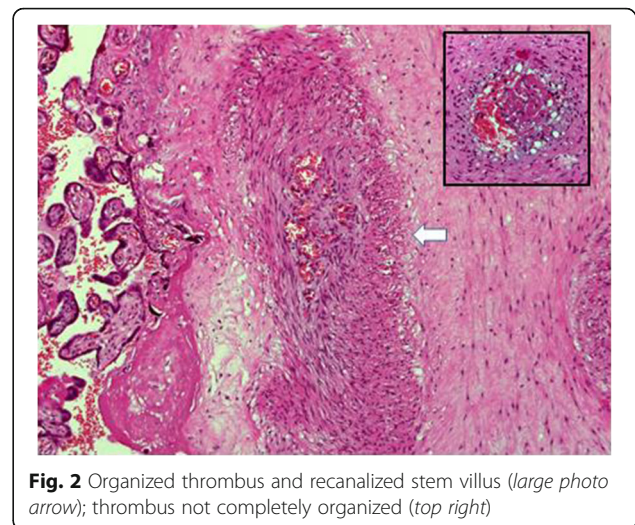 Fig. 2 Organized thrombus and recanalized stem villus (large photo
arrow); thrombus not completely organized (top right)